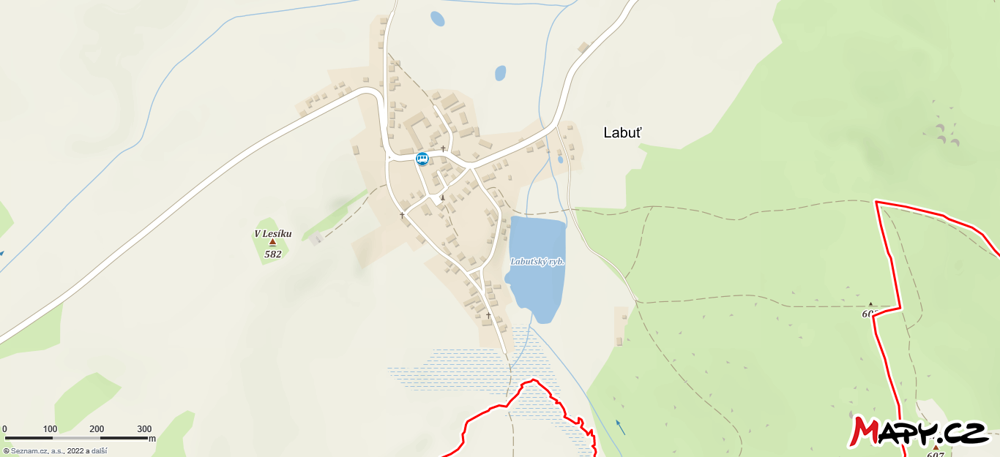 Labuť
V Lesíku
582
Labuťský ryb.
607
0 100 200 300
m
© Seznam.cz, a.s., 2022 a další
MAPY.CZ